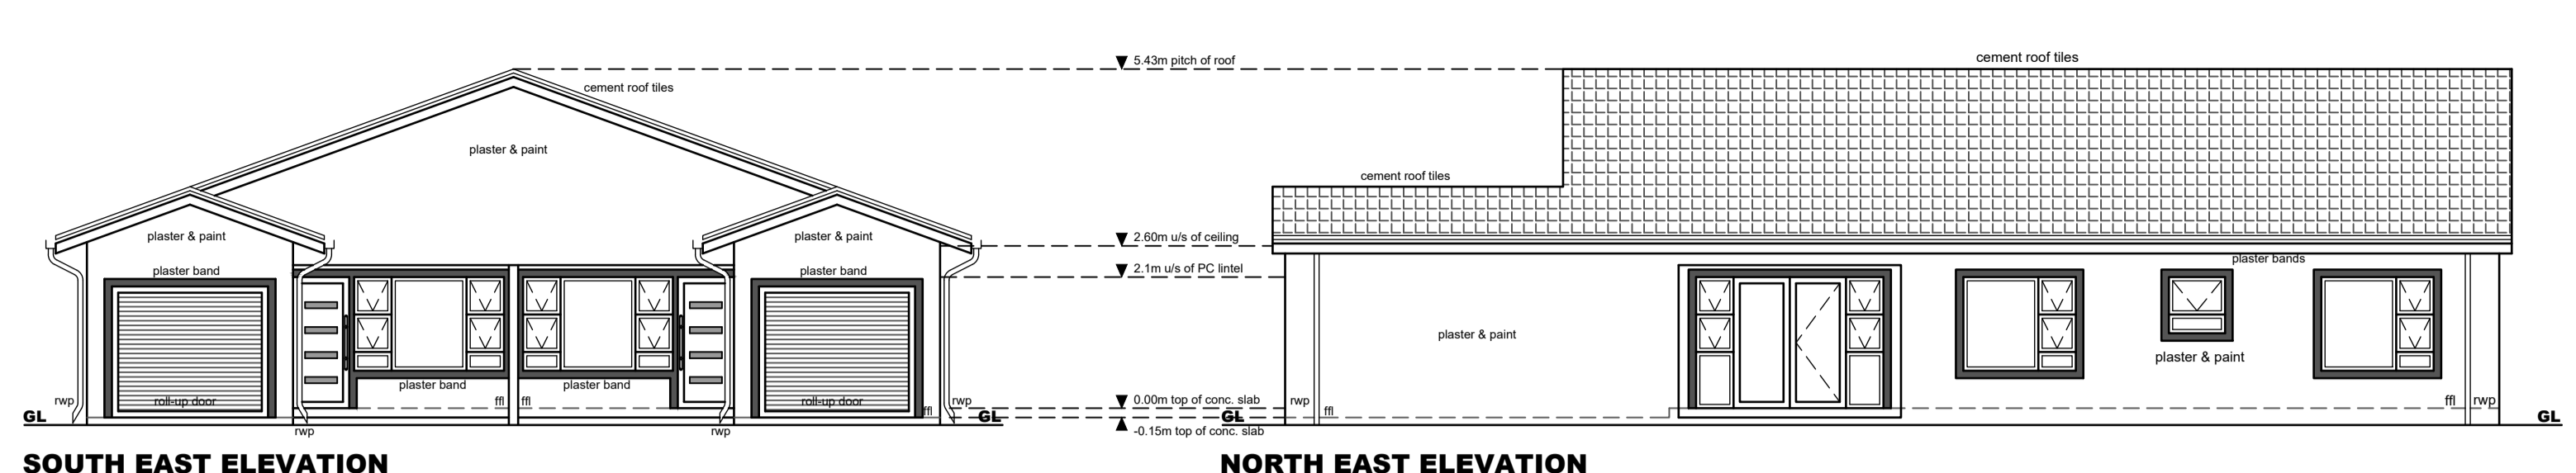 5.43m pitch of roof
cement roof tiles
cement roof tiles
plaster & paint
cement roof tiles
plaster & paint
plaster & paint
2.60m u/s of ceiling
plaster bands
plaster band
plaster band
2.1m u/s of PC lintel
plaster & paint
plaster & paint
plaster band
plaster band
rwp
roll-up door
ffl
ffl
roll-up door
ffl
rwp
0.00m top of conc. slab
rwp
ffl
ffl
rwp
GL
GL
GL
GL
rwp
rwp
-0.15m top of conc. slab
SOUTH EAST ELEVATION
NORTH EAST ELEVATION